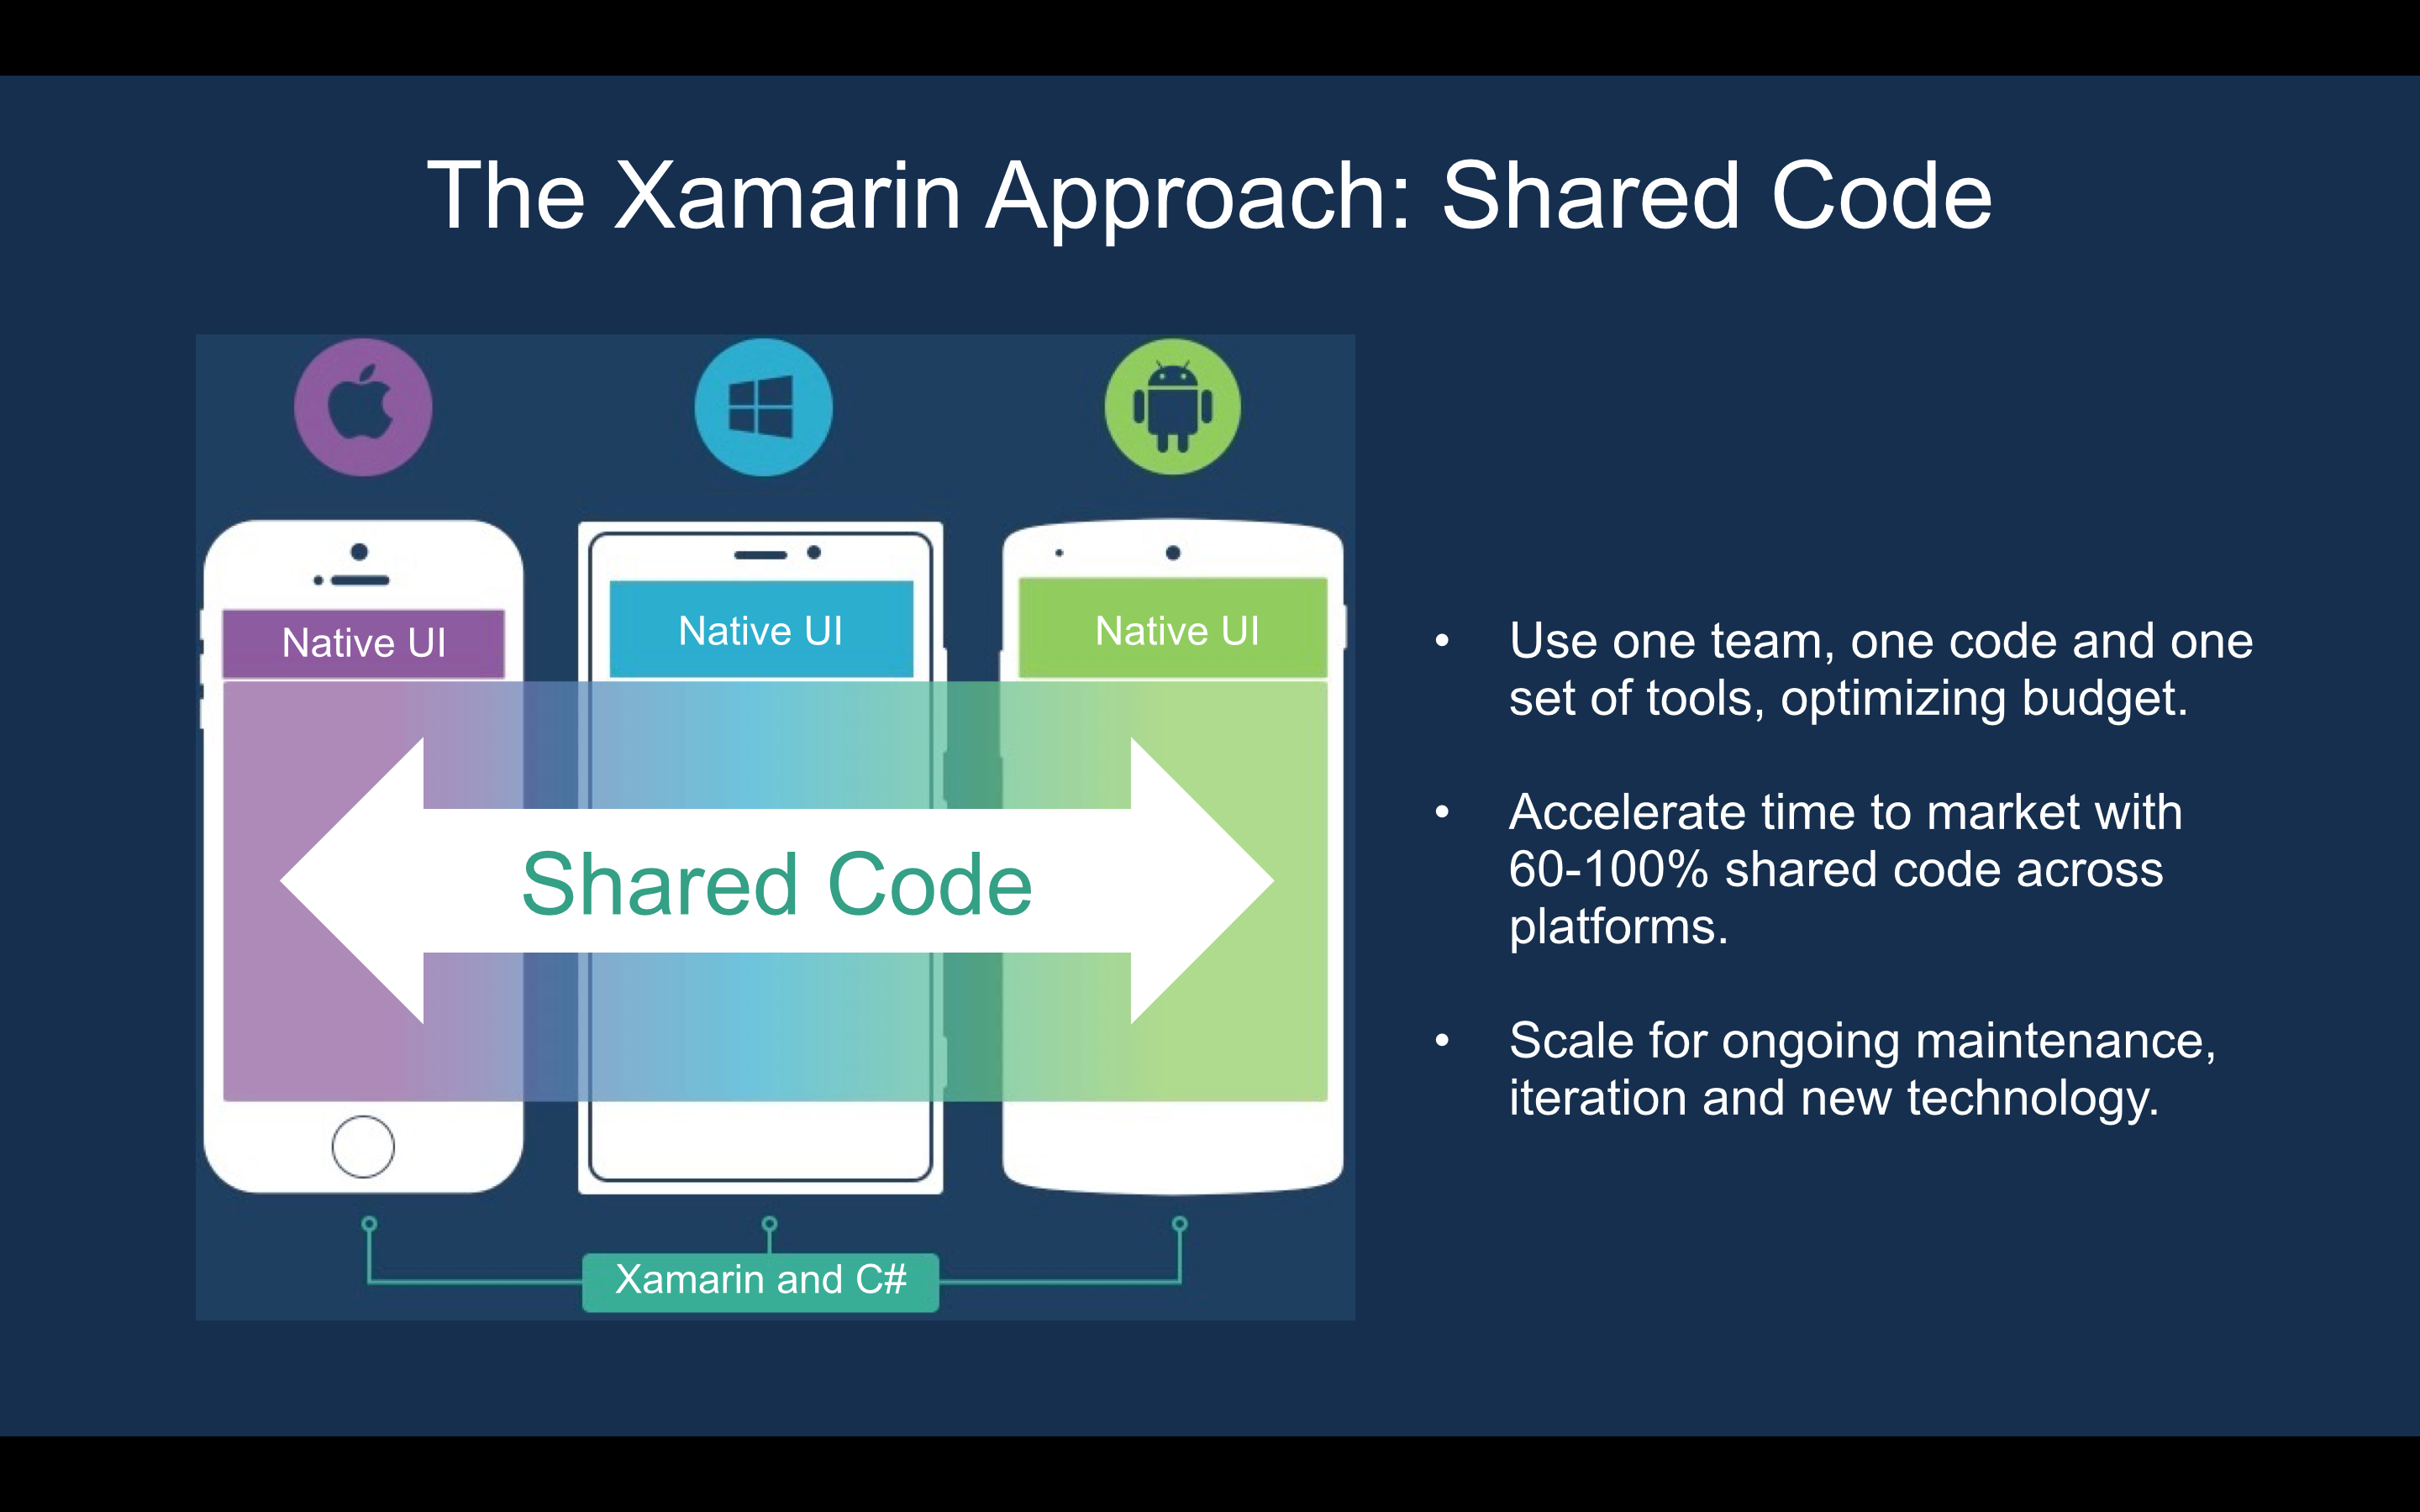 The Xamarin Approach: Shared Code
Native UI
Native UI
Native UI
Shared Code
Xamarin and C#
• Use one team, one code and one
set of tools, optimizing budget.
• Accelerate time to market with
60-100% shared code across
platforms.
• Scale for ongoing maintenance,
iteration and new technology.